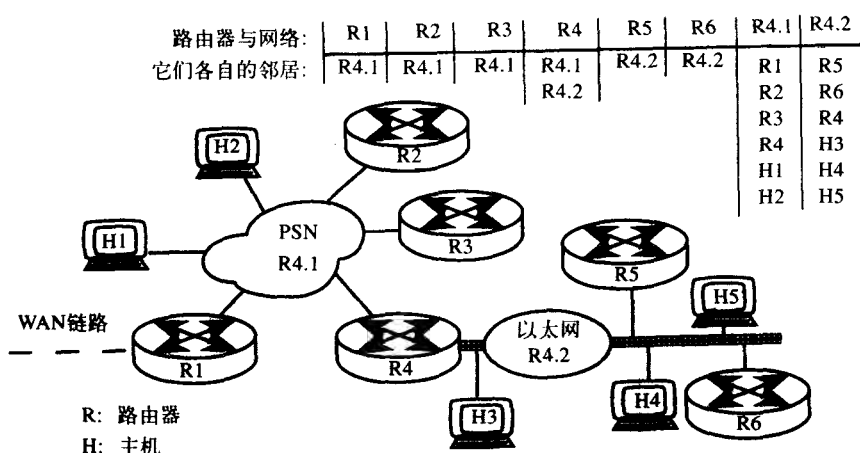 路由器与网络: R1 R2 R3 R4 R5 R6 R4.1 R4.2
它们各自的邻居: R4.1 R4.1 R4.1 R4.1 R4.2 R4.2 R1 R5
R4.2 R2 R6
R3 R4
R4 H3
H1 H4
H2 H5
H2
R2
H1
PSN
R4.1
R3
R5
WAN链路
R1
R4
以太网
R4.2
H5
H3
H4
R6
R: 路由器
H: 主机